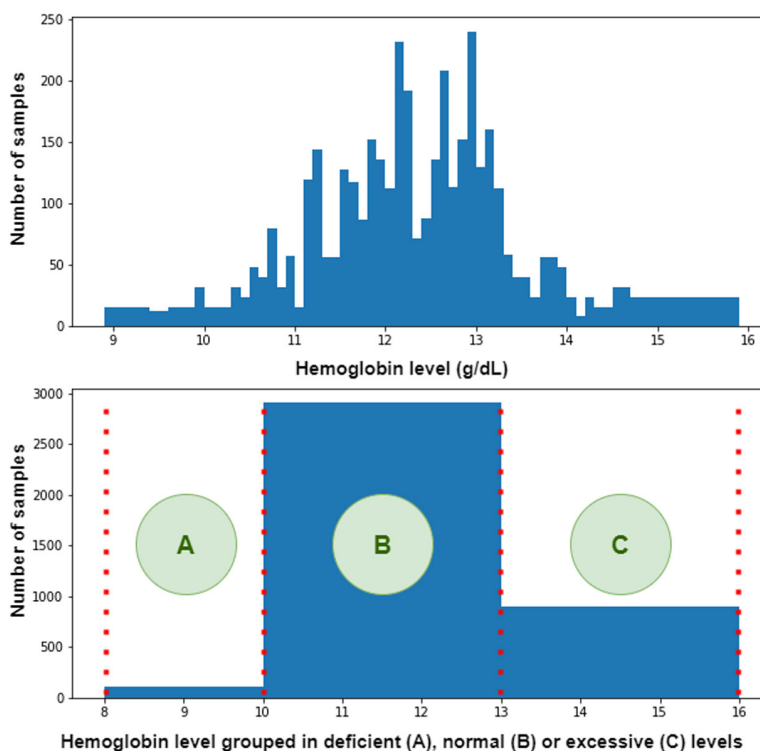 250
200
150
100
50
0
Number of samples
9 10 11 12 13 14 15 16
Hemoglobin level (g/dL)
3000
2500
2000
1500
1000
500
0
Number of samples
A B C
8 9 10 11 12 13 14 15 16
Hemoglobin level grouped in deficient (A), normal (B) or excessive (C) levels